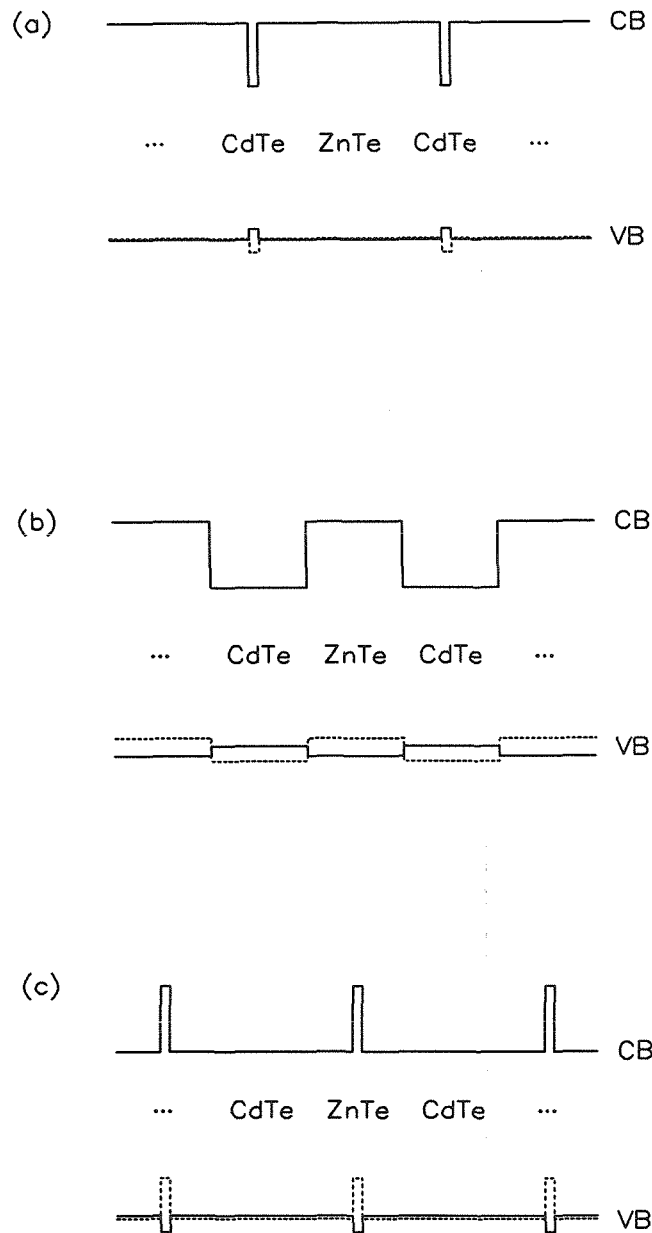 (a) CB
... CdTe ZnTe CdTe ...
VB
(b) CB
... CdTe ZnTe CdTe ...
VB
(c)
CB
... CdTe ZnTe CdTe ...
VB